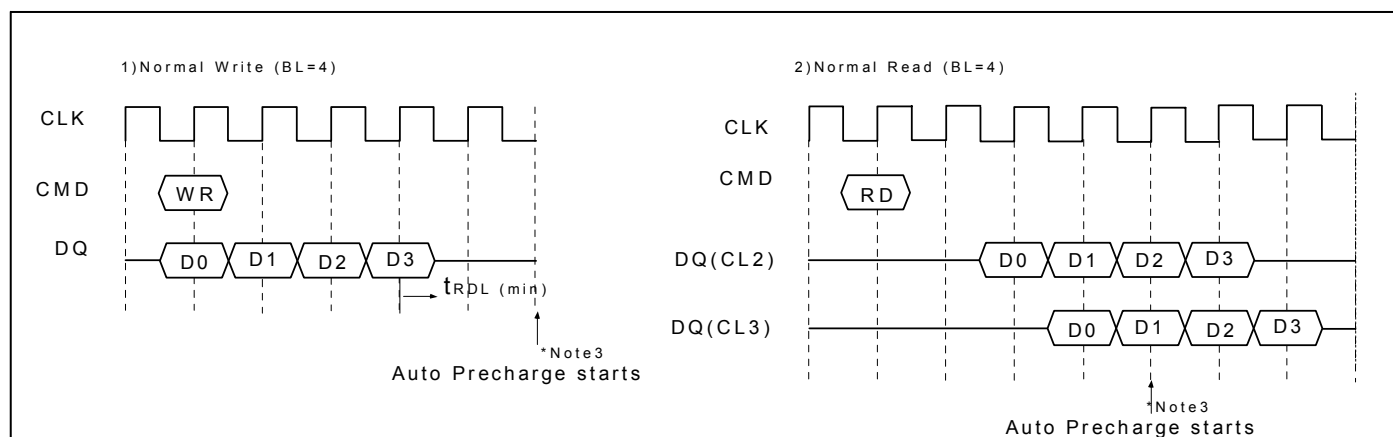 1)Normal Write (BL=4)
CLK
CMD
WR
DQ
D0 D1 D2 D3
tRDL (min)
*Note3
Auto Precharge starts
2)Normal Read (BL=4)
CLK
CMD
RD
DQ(CL2)
D0 D1 D2 D3
DQ(CL3)
D0 D1 D2 D3
*Note3
Auto Precharge starts